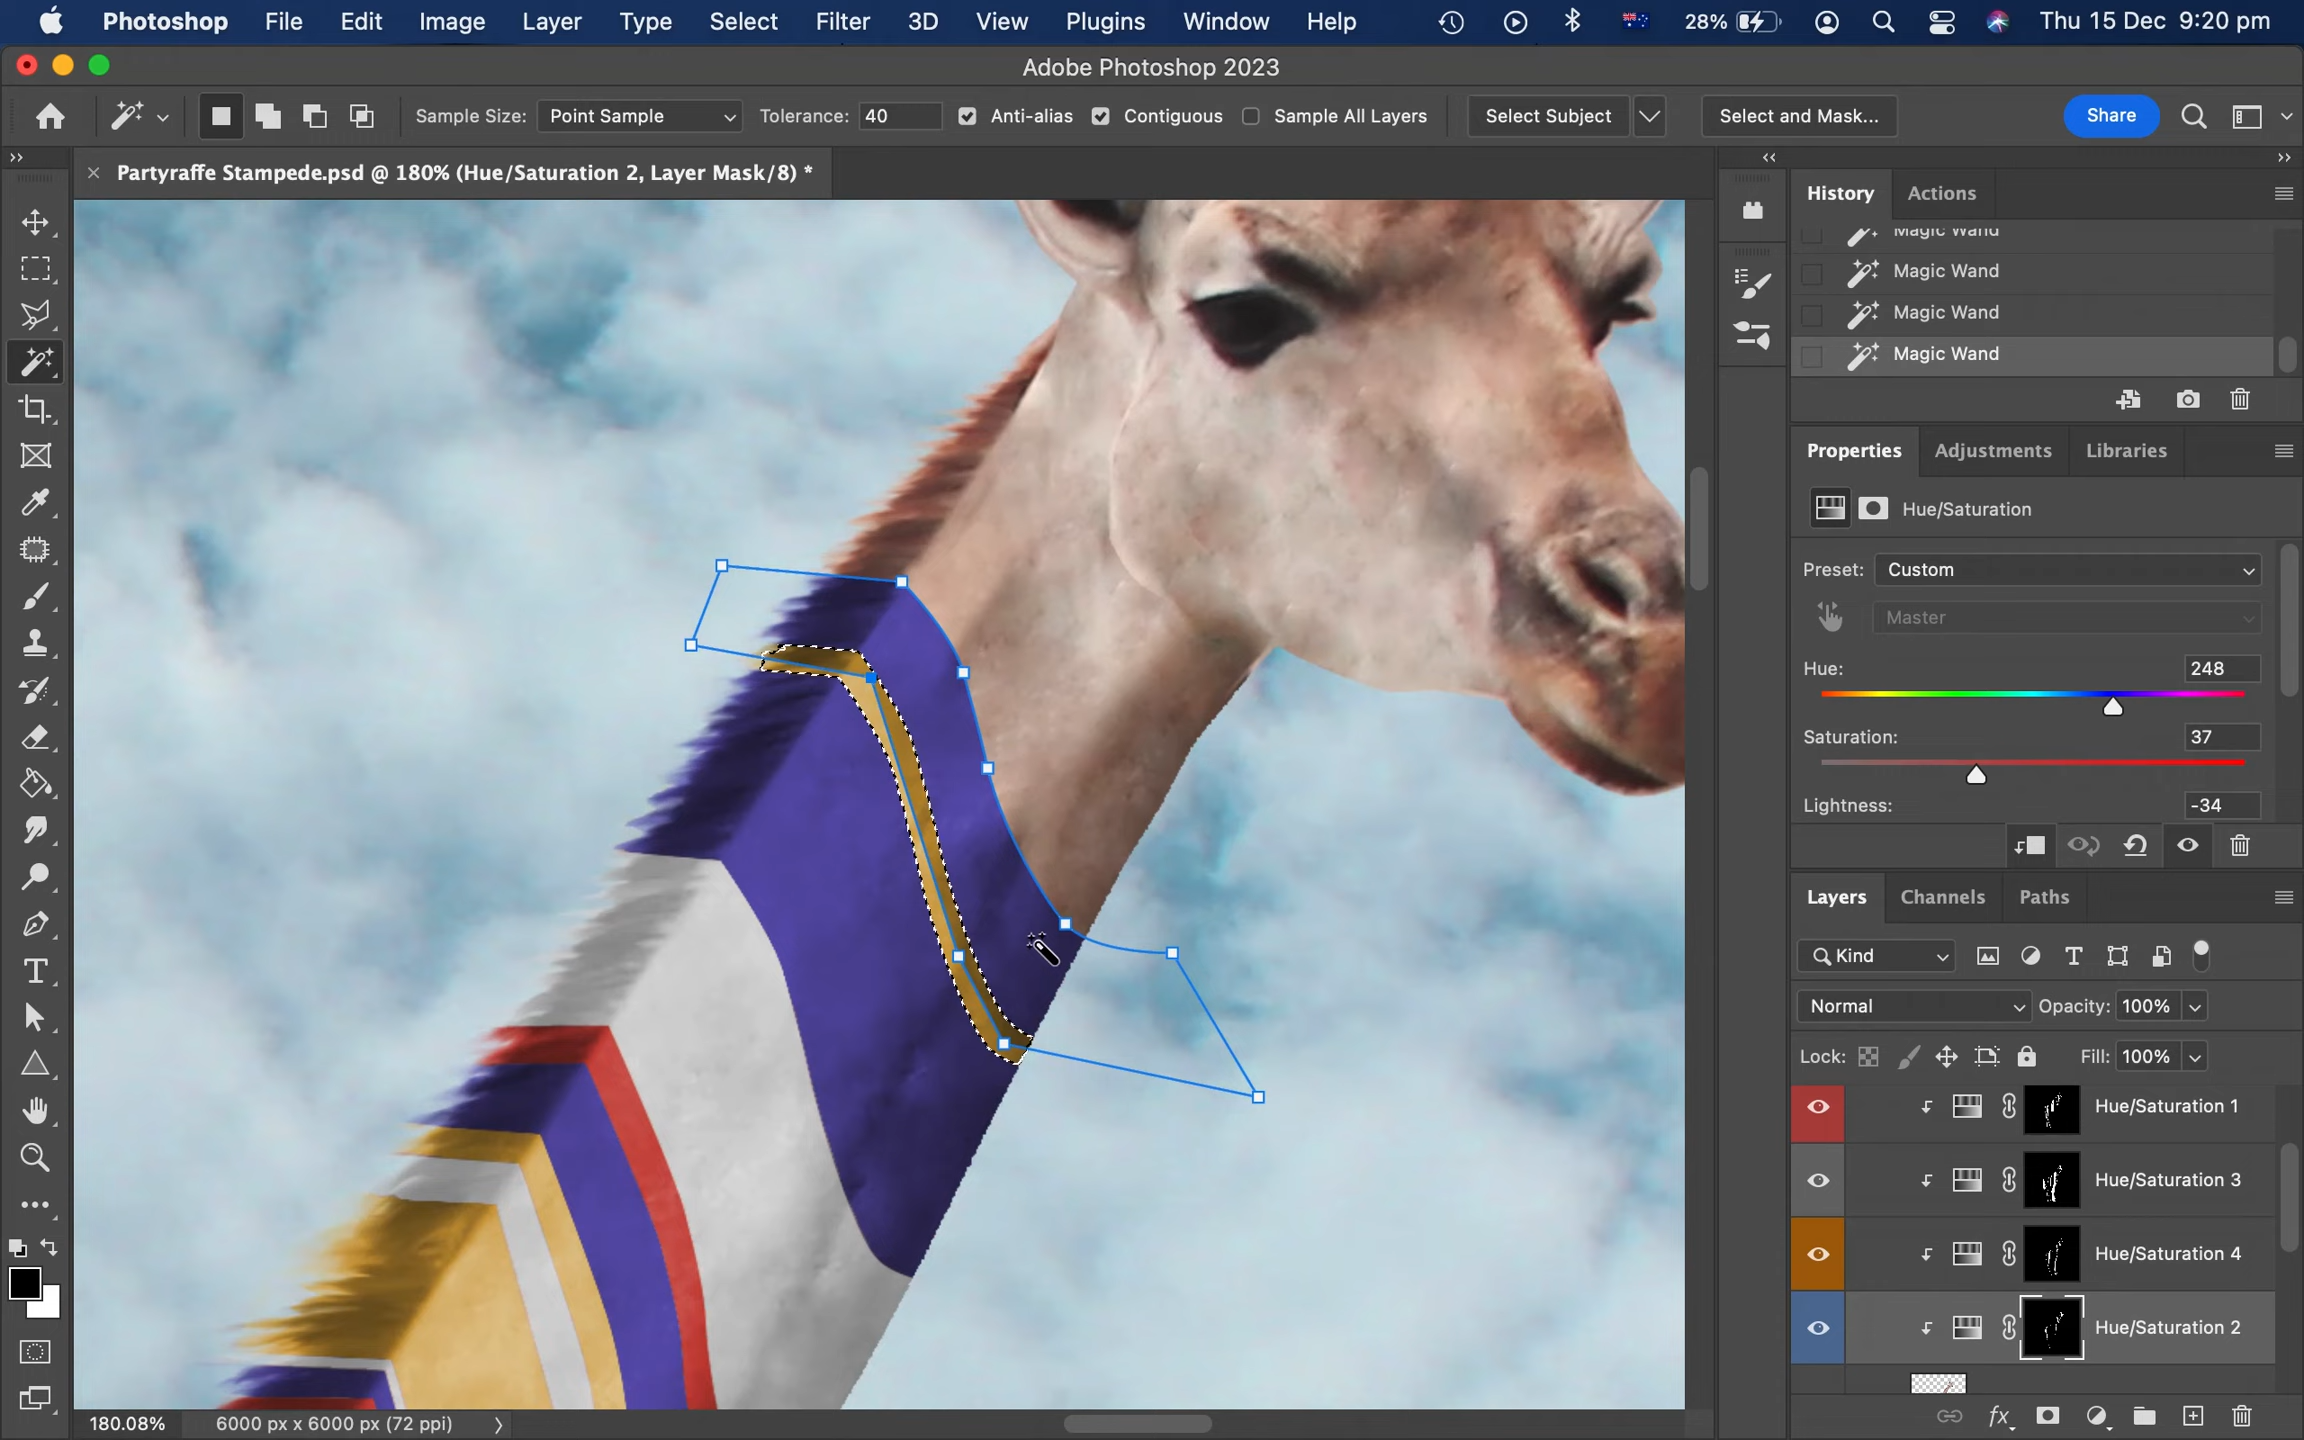 Photoshop File Edit Image Layer Type Select Filter 3D View Plugins Window Help 28% Thu 15 Dec 9:20 pm
Adobe Photoshop 2023
Sample Size: Point Sample Tolerance: 40 Anti-alias Contiguous Sample All Layers Select Subject Select and Mask... Share
Partyraffe Stampede.psd @ 180% (Hue/Saturation 2, Layer Mask/8) *
History Actions
Magic Wand
Magic Wand
Magic Wand
Magic Wand
Properties Adjustments Libraries
Hue/Saturation
Preset: Custom
Master
Hue: 248
Saturation: 37
Lightness: -34
Layers Channels Paths
Kind
Normal Opacity: 100%
Lock: Fill: 100%
Hue/Saturation 1
Hue/Saturation 3
Hue/Saturation 4
Hue/Saturation 2
180.08% 6000 px x 6000 px (72 ppi)